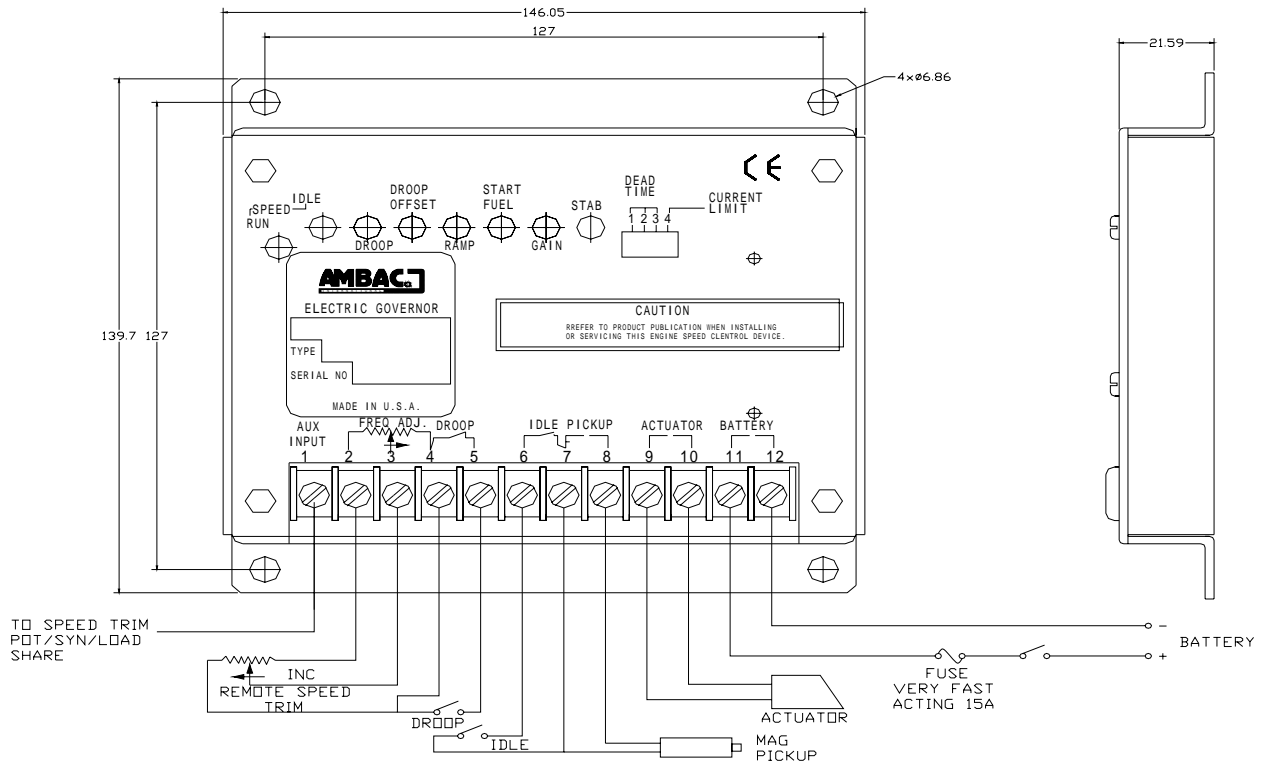 146.05
127
21.59
4xø6.86
139.7
127
CE
IDLE
SPEED
RUN
DROOP
DROOP
OFFSET
RAMP
START
FUEL
GAIN
STAB
DEAD
TIME
1 2 3 4
CURRENT
LIMIT
AMBAC
ELECTRIC GOVERNOR
TYPE
SERIAL NO
MADE IN U.S.A.
CAUTION
RREFER TO PRODUCT PUBLICATION WHEN INSTALLING
OR SERVICING THIS ENGINE SPEED CLENTROL DEVICE.
AUX
INPUT
FREQ ADJ.
DROOP
IDLE PICKUP
ACTUATOR
BATTERY
1 2 3 4 5 6 7 8 9 10 11 12
TO SPEED TRIM
POT/SYN/LOAD
SHARE
INC
REMOTE SPEED
TRIM
DROOP
IDLE
MAG
PICKUP
ACTUATOR
FUSE
VERY FAST
ACTING 15A
-
+
BATTERY